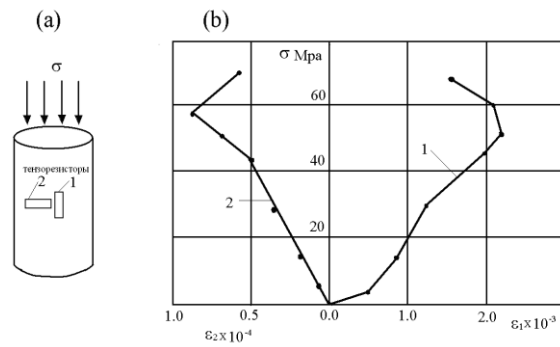 (a)
σ
тензорезисторы
2
1
(b)
σ Mpa
60
40
20
1
2
1.0
0.5
0.0
1.0
2.0
ε₂ x 10⁻⁴
ε₁ x 10⁻³